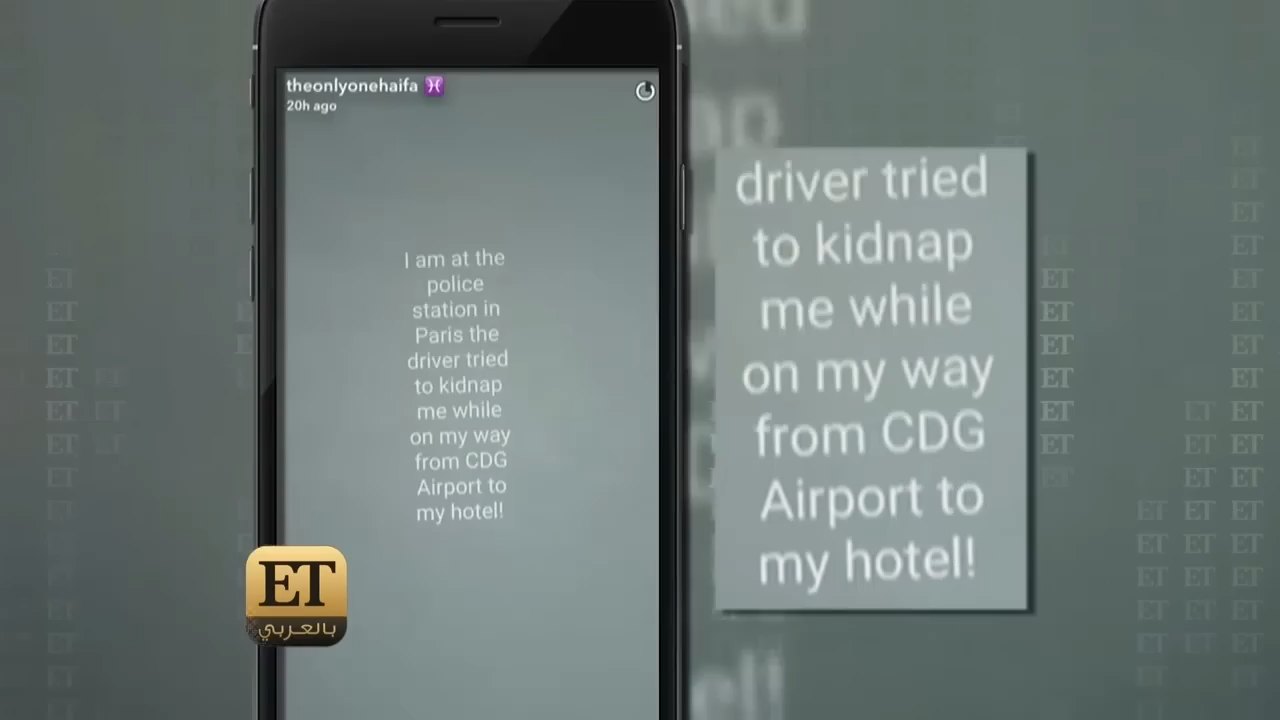 theonlyonehaifa ♓
20h ago
I am at the
police
station in
Paris the
driver tried
to kidnap
me while
on my way
from CDG
Airport to
my hotel!
driver tried
to kidnap
me while
on my way
from CDG
Airport to
my hotel!
ET
بالعربي